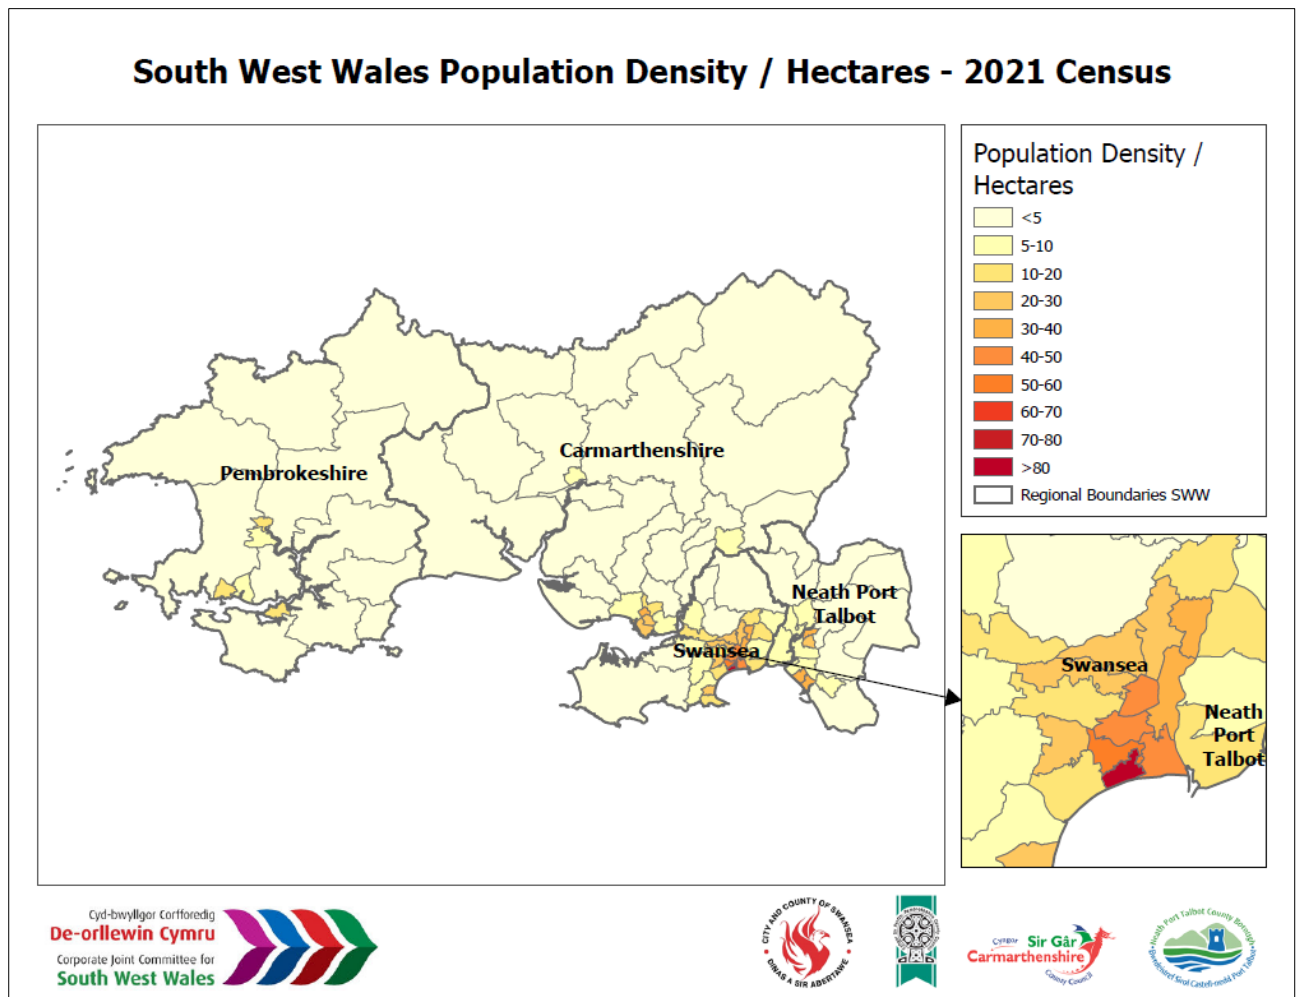 South West Wales Population Density / Hectares - 2021 Census
Population Density /
Hectares
<5
5-10
10-20
20-30
30-40
40-50
50-60
60-70
70-80
>80
Regional Boundaries SWW
Carmarthenshire
Pembrokeshire
Neath Port
Talbot
Swansea
Swansea
Neath
Port
Talbot
Cyd-bwyllgor Corfforedig
De-orllewin Cymru
Corporate Joint Committee for
South West Wales
CITY AND COUNTY OF SWANSEA
DINAS A SIR ABERTAWE
Cyngor
Sir Gâr
Carmarthenshire
County Council
Neath Port Talbot County Borough